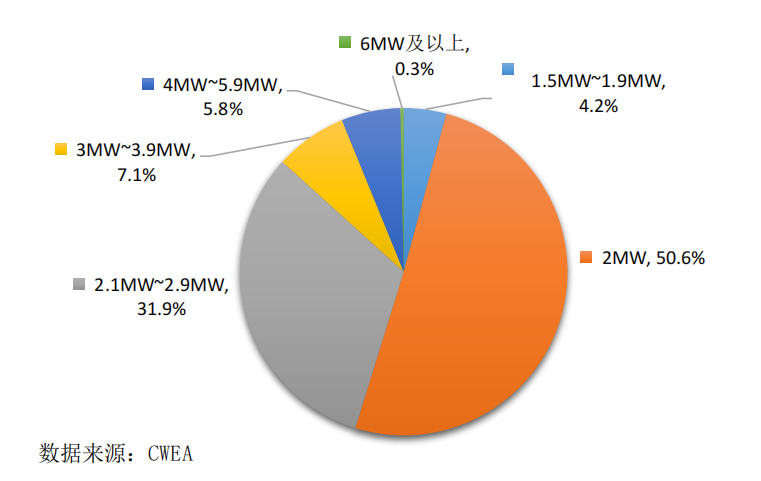 6MW及以上,
0.3%
1.5MW~1.9MW,
4.2%
4MW~5.9MW,
5.8%
3MW~3.9MW,
7.1%
2MW, 50.6%
2.1MW~2.9MW,
31.9%
数据来源：CWEA